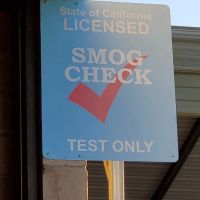 State of California
LICENSED
SMOG
CHECK
TEST ONLY